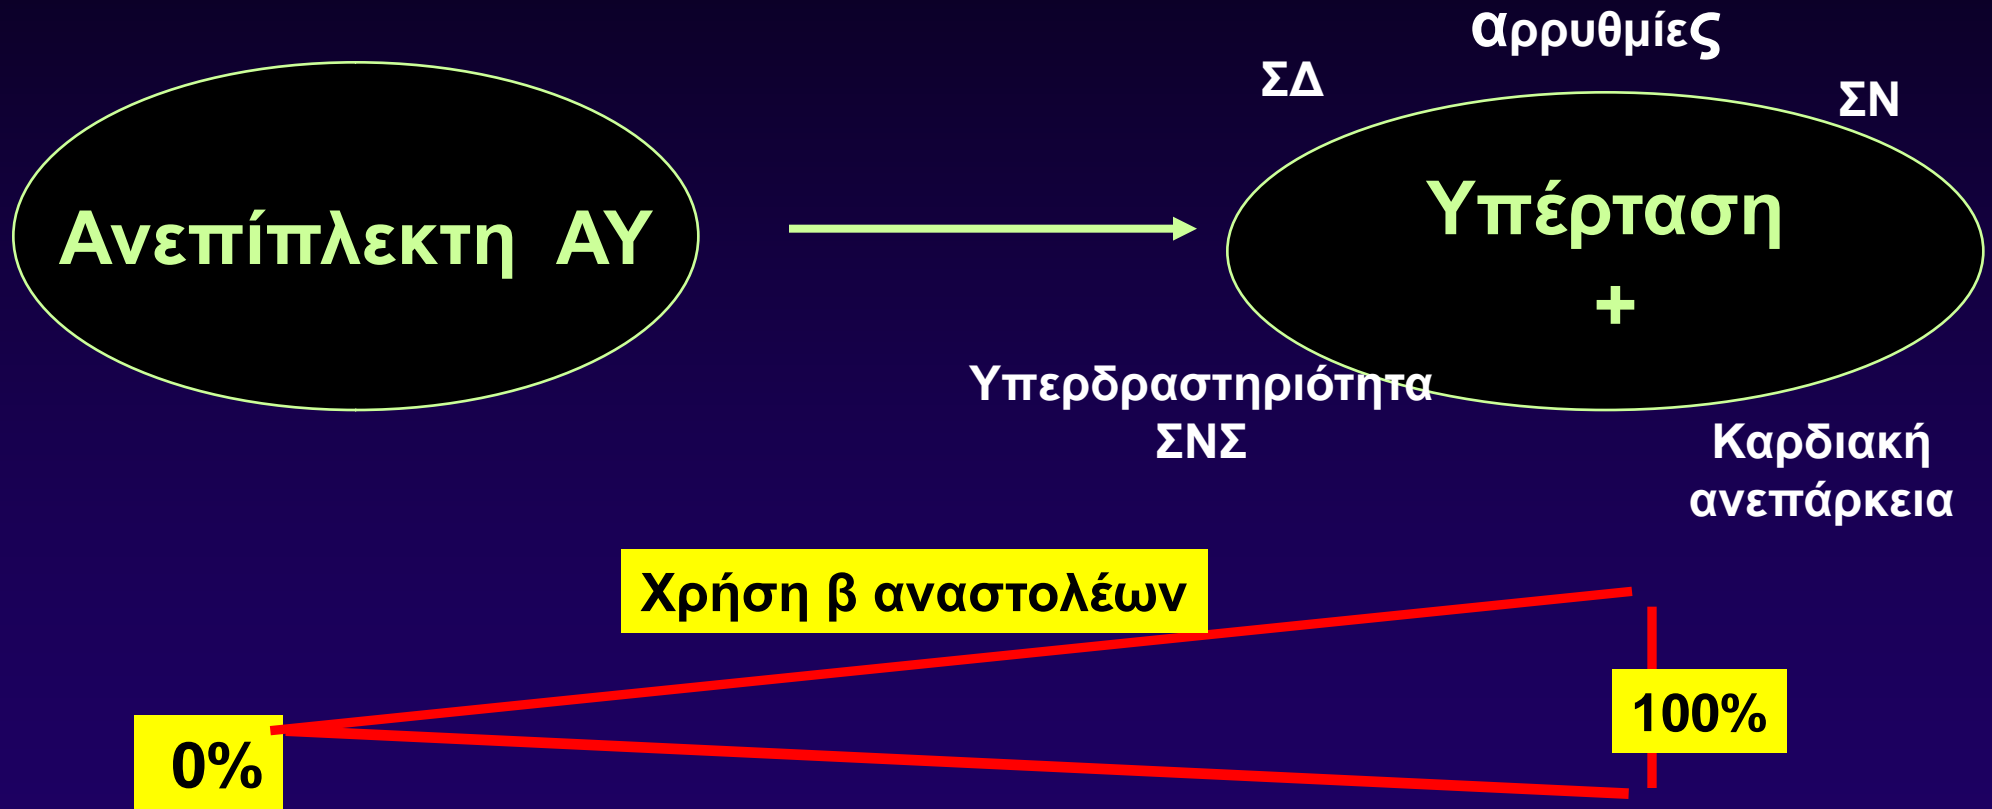 αρρυθμίες
ΣΔ
ΣΝ
Ανεπίπλεκτη ΑΥ
Υπέρταση
+
Υπερδραστηριότητα
ΣΝΣ
Καρδιακή
ανεπάρκεια
Χρήση β αναστολέων
0%
100%